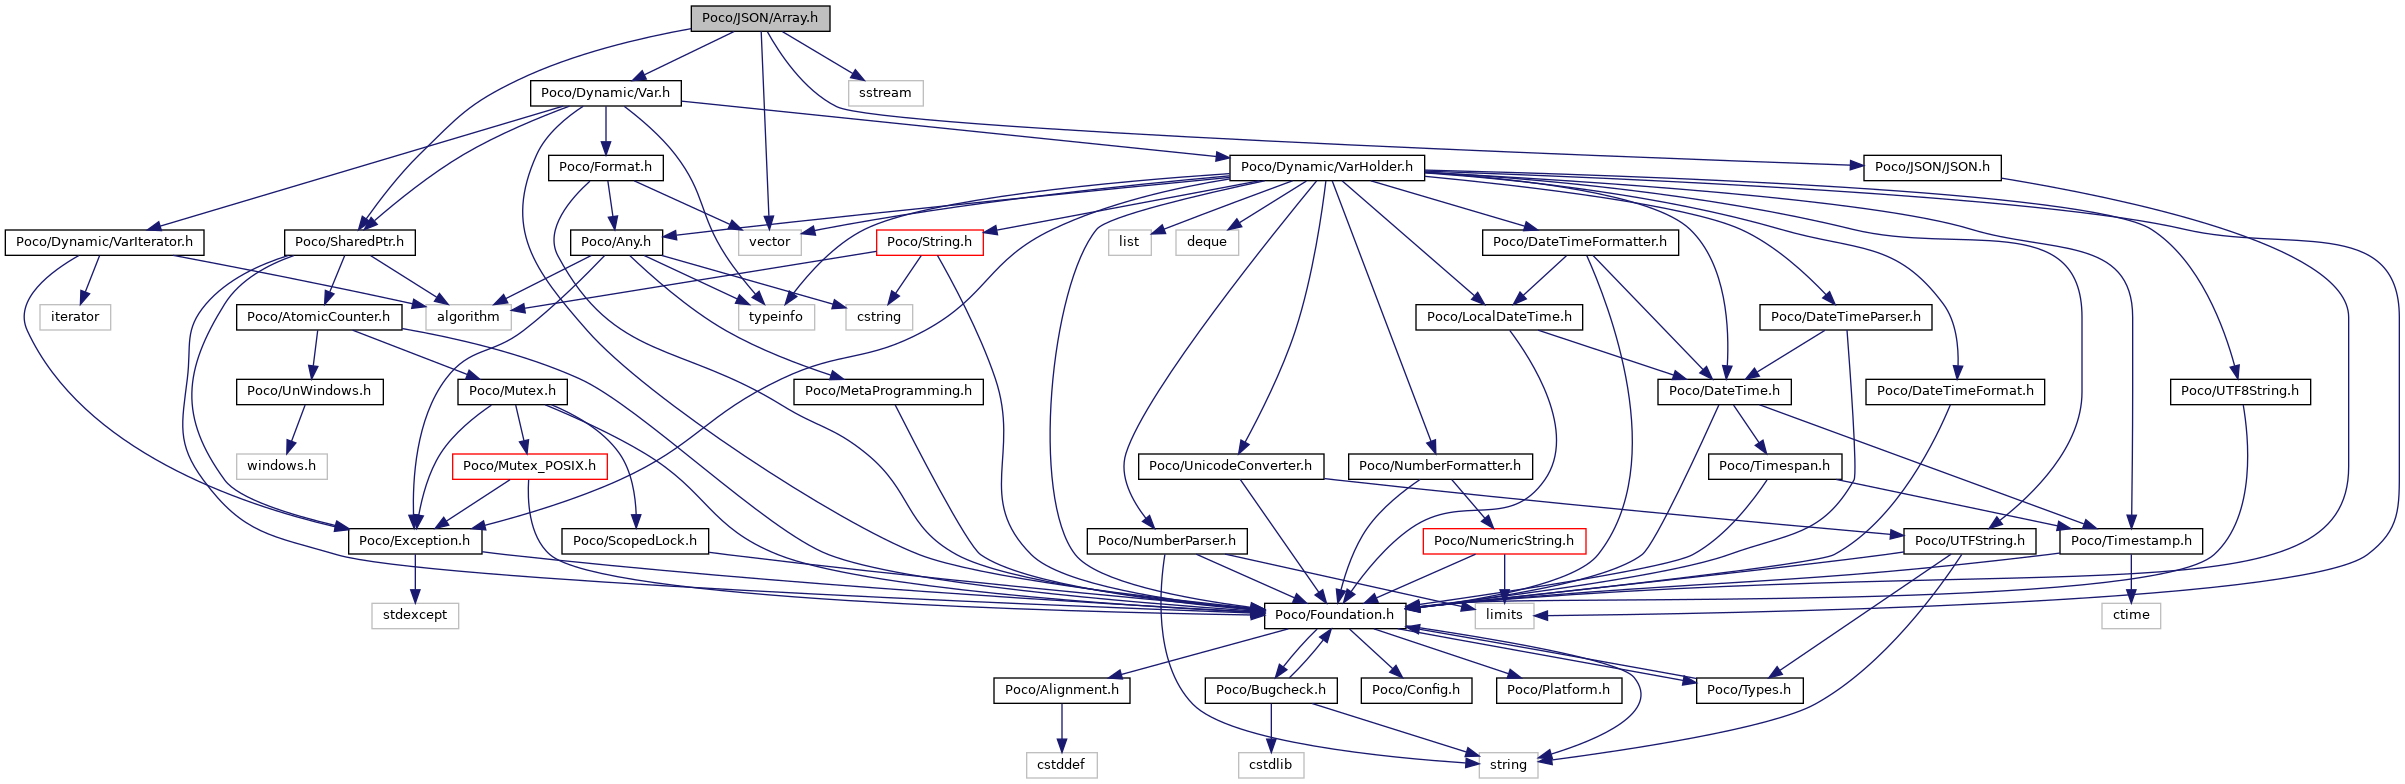 Poco/JSON/Array.h
Poco/Dynamic/Var.h
sstream
Poco/Format.h
Poco/Dynamic/VarHolder.h
Poco/JSON/JSON.h
Poco/Dynamic/VarIterator.h
Poco/SharedPtr.h
Poco/Any.h
vector
Poco/String.h
list
deque
Poco/DateTimeFormatter.h
iterator
Poco/AtomicCounter.h
algorithm
typeinfo
cstring
Poco/LocalDateTime.h
Poco/DateTimeParser.h
Poco/UnWindows.h
Poco/Mutex.h
Poco/MetaProgramming.h
Poco/DateTime.h
Poco/DateTimeFormat.h
Poco/UTF8String.h
windows.h
Poco/Mutex_POSIX.h
Poco/UnicodeConverter.h
Poco/NumberFormatter.h
Poco/Timespan.h
Poco/Exception.h
Poco/ScopedLock.h
Poco/NumberParser.h
Poco/NumericString.h
Poco/UTFString.h
Poco/Timestamp.h
stdexcept
Poco/Foundation.h
limits
ctime
Poco/Alignment.h
Poco/Bugcheck.h
Poco/Config.h
Poco/Platform.h
Poco/Types.h
cstddef
cstdlib
string